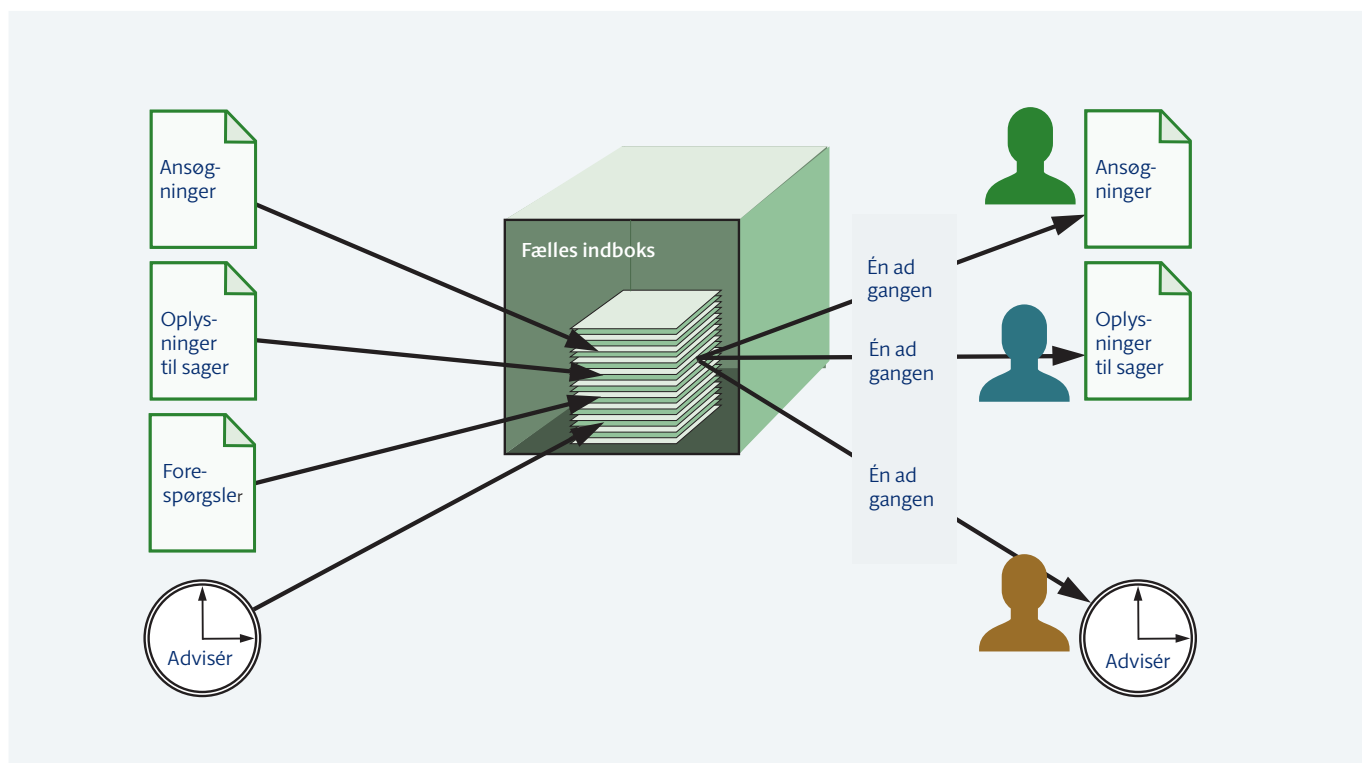 Ansøg-
ninger
Oplys-
ninger
til sager
Fore-
spørgsler
Advisér
Fælles indboks
Én ad
gangen
Én ad
gangen
Én ad
gangen
Ansøg-
ninger
Oplys-
ninger
til sager
Advisér